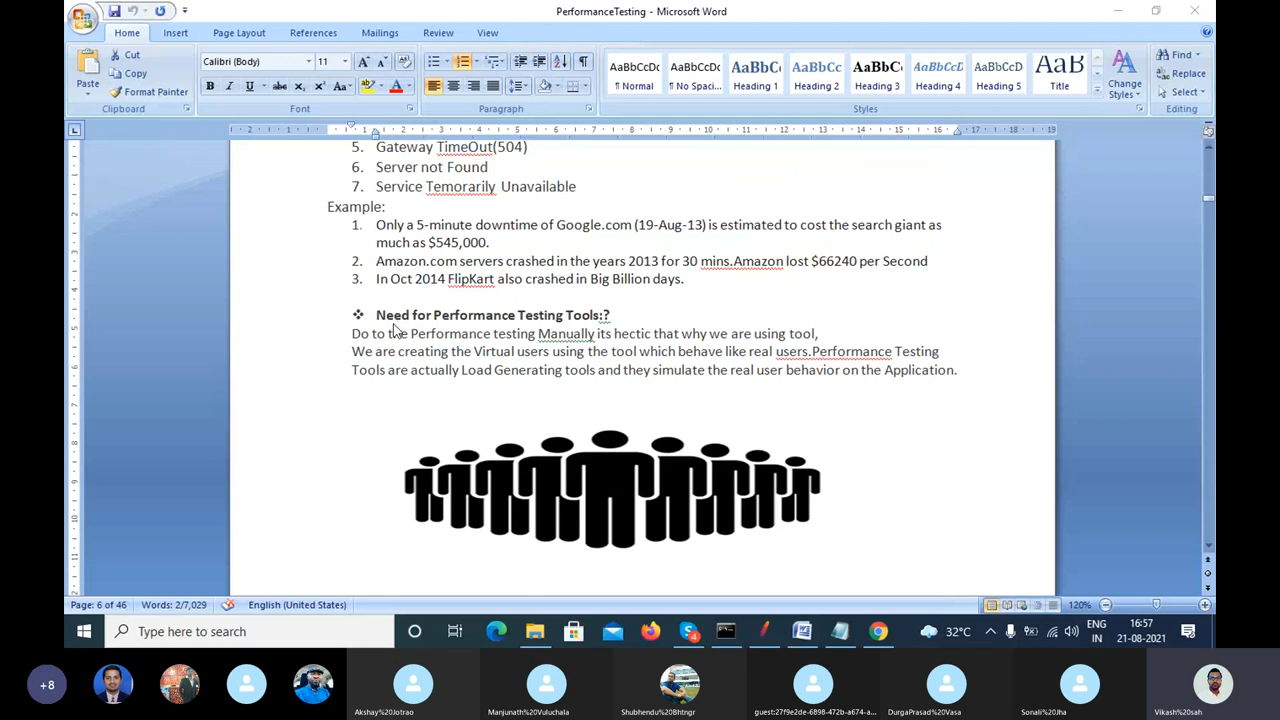 PerformanceTesting - Microsoft Word
Home Insert Page Layout References Mailings Review View
Cut
Copy
Format Painter
Paste
Clipboard
Calibri (Body) 11
Font
Paragraph
AaBbCcDc AaBbCcDc AaBbC AaBbCc AaBbCc AaBbCcD AaBbCcD AaB
¶ Normal ¶ No Spaci... Heading 1 Heading 2 Heading 3 Heading 4 Heading 5 Title
Change Styles
Styles
Find
Replace
Select
Editing
5. Gateway TimeOut(504)
6. Server not Found
7. Service Temorarily Unavailable
Example:
1. Only a 5-minute downtime of Google.com (19-Aug-13) is estimated to cost the search giant as
much as $545,000.
2. Amazon.com servers crashed in the years 2013 for 30 mins.Amazon lost $66240 per Second
3. In Oct 2014 FlipKart also crashed in Big Billion days.
❖ Need for Performance Testing Tools:?
Do to the Performance testing Manually its hectic that why we are using tool,
We are creating the Virtual users using the tool which behave like real users.Performance Testing
Tools are actually Load Generating tools and they simulate the real user behavior on the Application.
Page: 6 of 46 Words: 2/7,029 English (United States) 120%
Type here to search
4
32°C
ENG
IN
16:57
21-08-2021
+8
Akshay%20Jotrao Manjunath%20Vuluchala Shubhendu%20Bhtngr guest:27f9e2de-6898-472b-a674-a... DurgaPrasad%20Vasa Sonali%20Jha Vikash%20sah